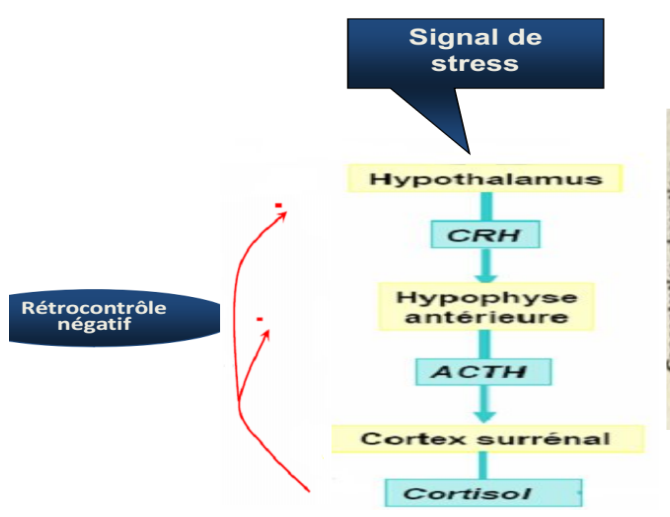 Signal de
stress
Hypothalamus
CRH
Hypophyse
antérieure
Rétrocontrôle
négatif
ACTH
Cortex surrénal
Cortisol
-
-